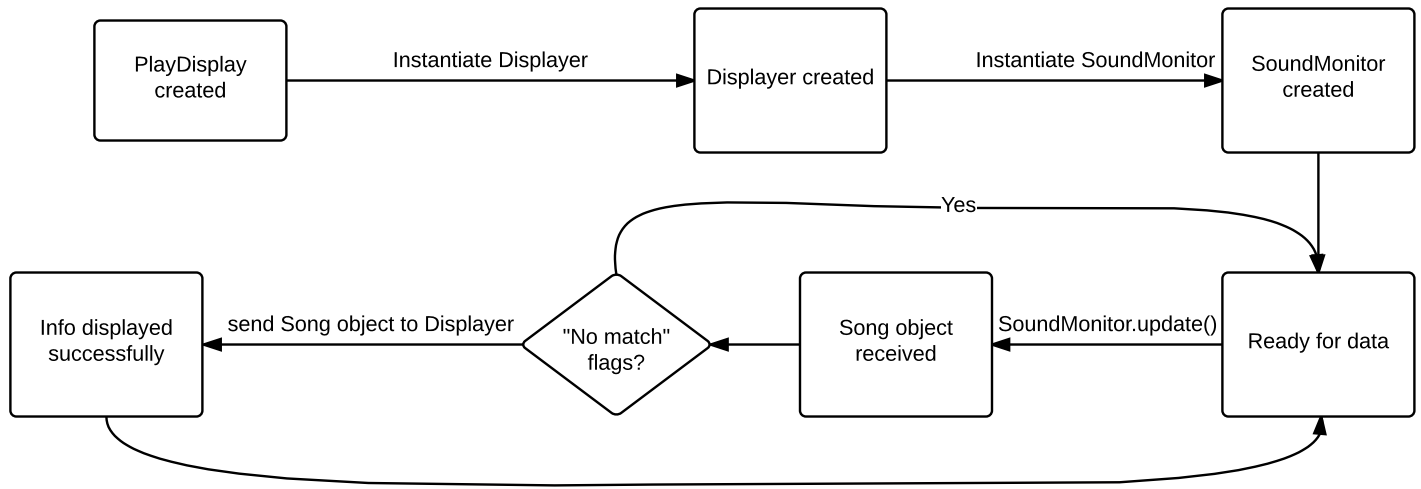 PlayDisplay
created
Instantiate Displayer
Displayer created
Instantiate SoundMonitor
SoundMonitor
created
Yes
Info displayed
successfully
send Song object to Displayer
"No match"
flags?
Song object
received
SoundMonitor.update()
Ready for data